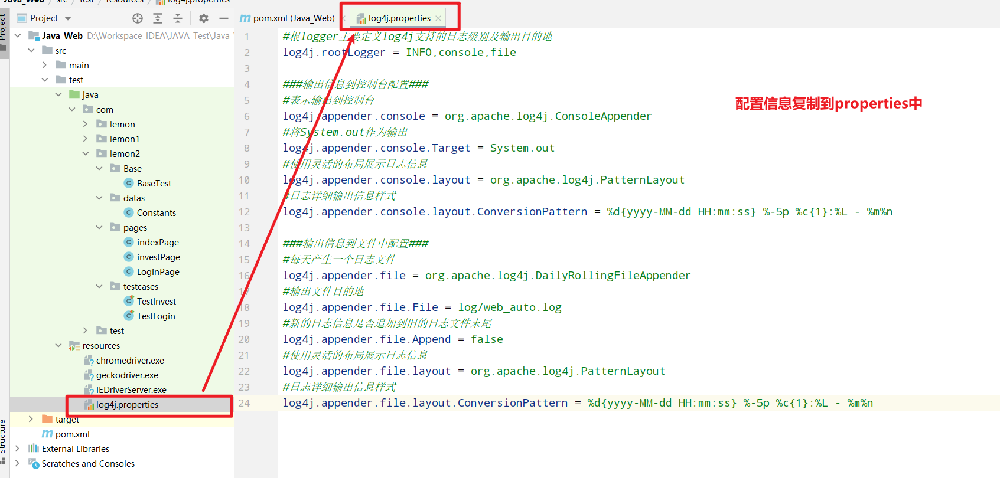 Java_Web / src / test / resources / log4j.properties
Project
pom.xml (Java_Web)
log4j.properties
Project
Java_Web D:\Workspace_IDEA\JAVA_Test\Java_
src
main
test
java
com
lemon
lemon1
lemon2
Base
BaseTest
datas
Constants
pages
indexPage
investPage
LoginPage
testcases
TestInvest
TestLogin
test
resources
chromedriver.exe
geckodriver.exe
IEDriverServer.exe
log4j.properties
target
pom.xml
External Libraries
Scratches and Consoles
Structure
1 #根logger主要定义log4j支持的日志级别及输出目的地
2 log4j.rootLogger = INFO,console,file
3
4 ###输出信息到控制台配置###
5 #表示输出到控制台
6 log4j.appender.console = org.apache.log4j.ConsoleAppender
7 #将System.out作为输出
8 log4j.appender.console.Target = System.out
9 #使用灵活的布局展示日志信息
10 log4j.appender.console.layout = org.apache.log4j.PatternLayout
11 #日志详细输出信息样式
12 log4j.appender.console.layout.ConversionPattern = %d{yyyy-MM-dd HH:mm:ss} %-5p %c{1}:%L - %m%n
13
14 ###输出信息到文件中配置###
15 #每天产生一个日志文件
16 log4j.appender.file = org.apache.log4j.DailyRollingFileAppender
17 #输出文件目的地
18 log4j.appender.file.File = log/web_auto.log
19 #新的日志信息是否追加到旧的日志文件末尾
20 log4j.appender.file.Append = false
21 #使用灵活的布局展示日志信息
22 log4j.appender.file.layout = org.apache.log4j.PatternLayout
23 #日志详细输出信息样式
24 log4j.appender.file.layout.ConversionPattern = %d{yyyy-MM-dd HH:mm:ss} %-5p %c{1}:%L - %m%n
配置信息复制到properties中